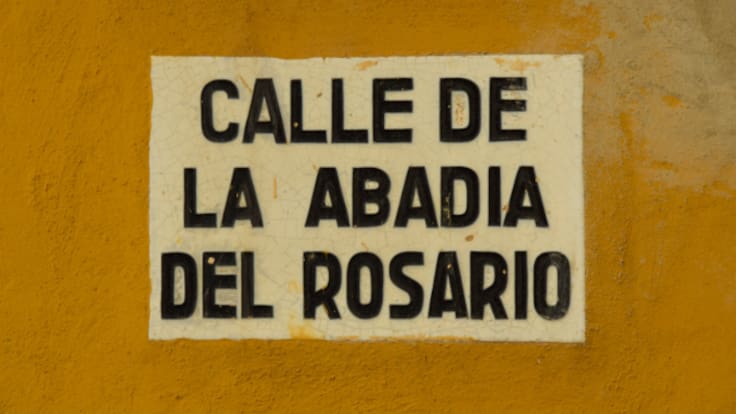 CALLE DE
LA ABADIA
DEL ROSARIO